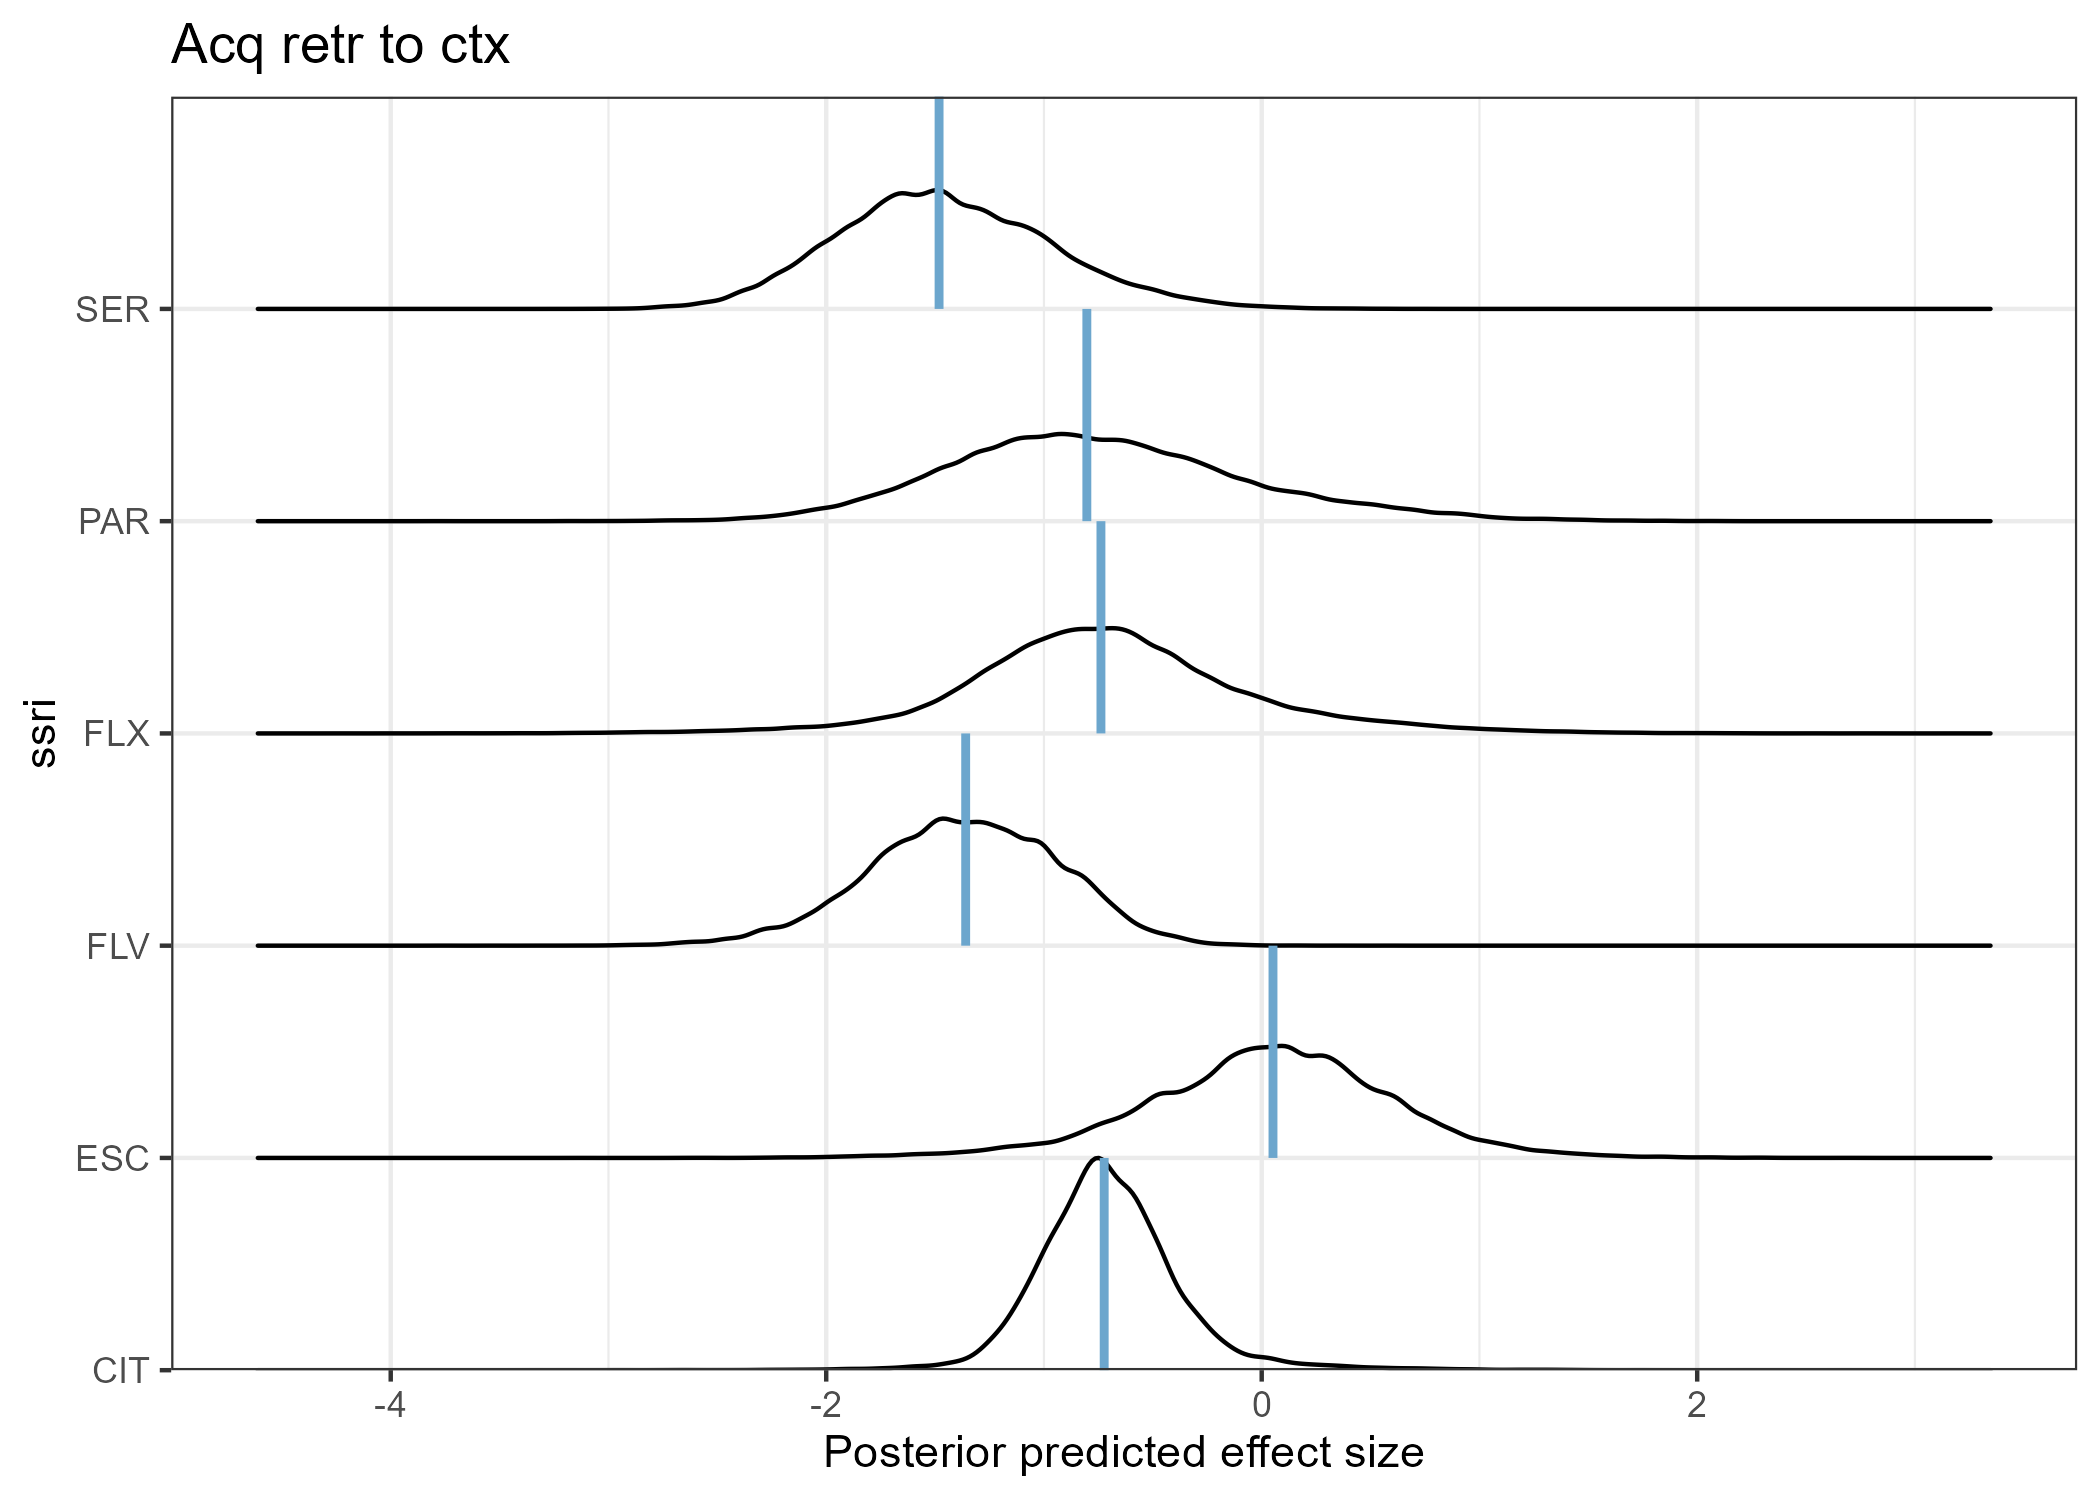 Acq retr to ctx
SER
PAR
FLX
FLV
ESC
CIT
ssri
-4
-2
0
2
Posterior predicted effect size